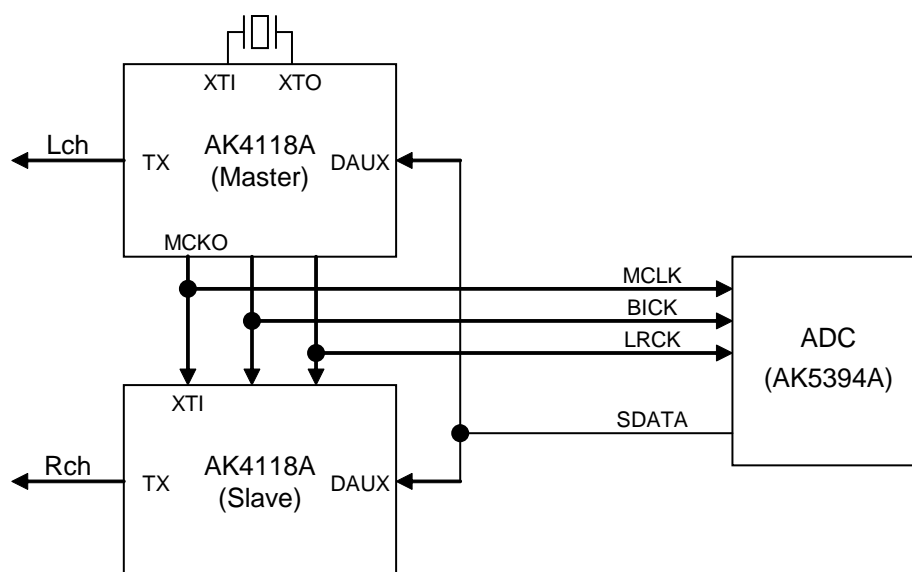 XTI XTO
Lch
TX
AK4118A
(Master)
DAUX
MCKO
MCLK
BICK
LRCK
ADC
(AK5394A)
SDATA
XTI
Rch
TX
AK4118A
(Slave)
DAUX